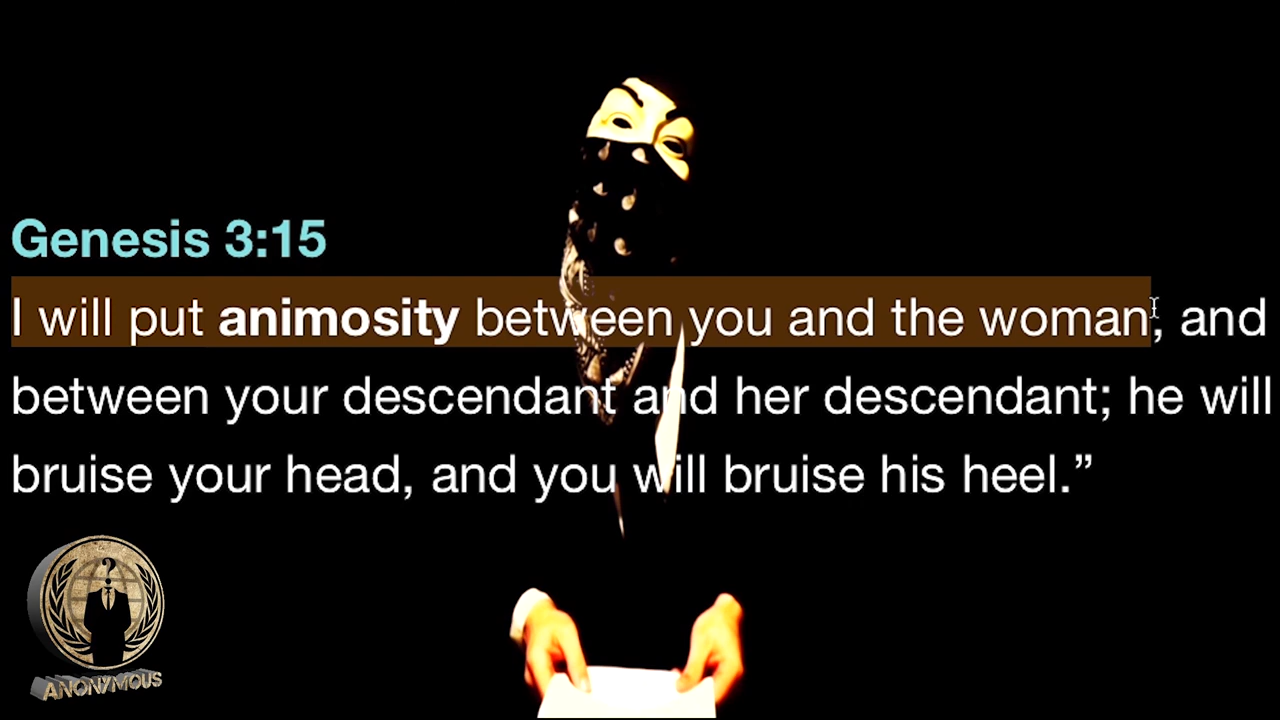 Genesis 3:15
I will put animosity between you and the woman, and
between your descendant and her descendant; he will
bruise your head, and you will bruise his heel.”
?
ANONYMOUS